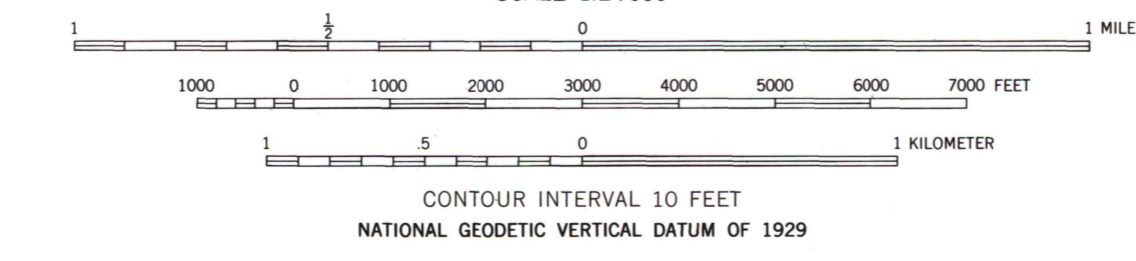 1 ½ 0 1 MILE
1000 0 1000 2000 3000 4000 5000 6000 7000 FEET
1 .5 0 1 KILOMETER
CONTOUR INTERVAL 10 FEET
NATIONAL GEODETIC VERTICAL DATUM OF 1929